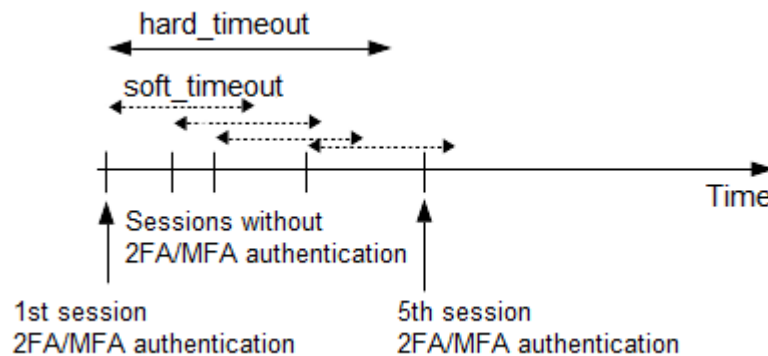 hard_timeout
soft_timeout
Time
Sessions without
2FA/MFA authentication
1st session
2FA/MFA authentication
5th session
2FA/MFA authentication